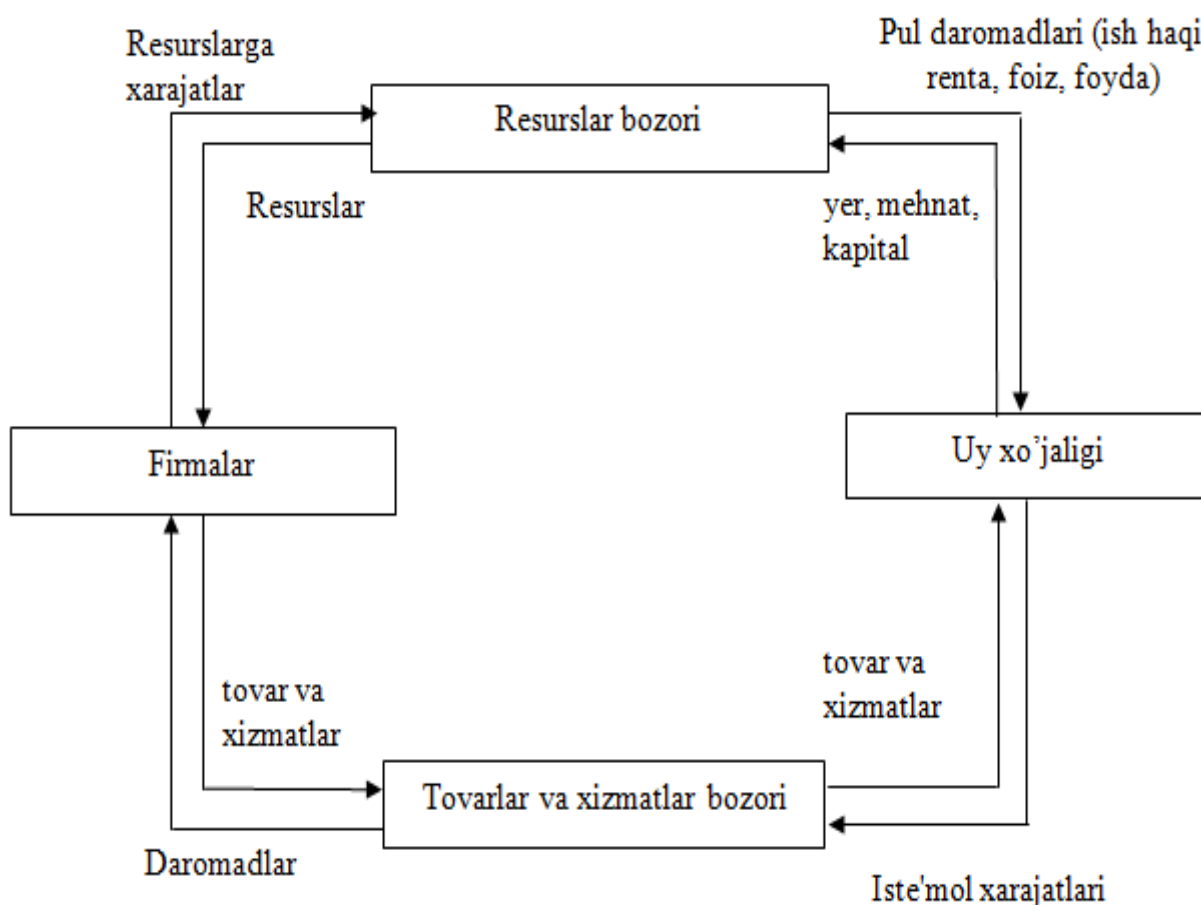 Resurslarga
xarajatlar
Resurslar bozori
Pul daromadlari (ish haqi
renta, foiz, foyda)
Resurslar
yer, mehnat,
kapital
Firmalar
Uy xo’jaligi
tovar va
xizmatlar
tovar va
xizmatlar
Tovarlar va xizmatlar bozori
Daromadlar
Iste'mol xarajatlari